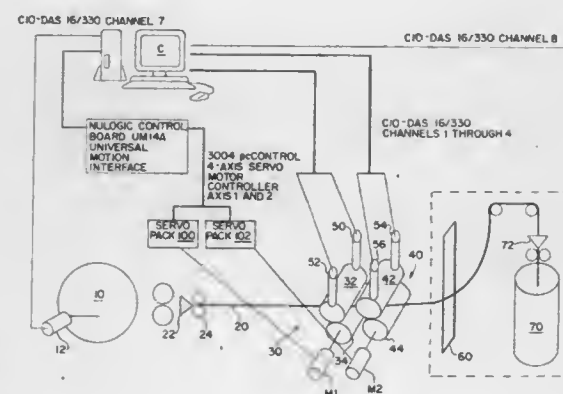 CIO-DAS 16/330 CHANNEL 7
C
CIO-DAS 16/330 CHANNEL 8
CIO-DAS 16/330
CHANNELS 1 THROUGH 4
NULOGIC CONTROL
BOARD UM14A
UNIVERSAL
MOTION
INTERFACE
3004 pcCONTROL
4-AXIS SERVO
MOTOR
CONTROLLER
AXIS 1 AND 2
SERVO
PACK 100
SERVO
PACK 102
50
54
52
56
32
42
40
72
10
12
22
24
20
30
34
44
60
70
M1
M2